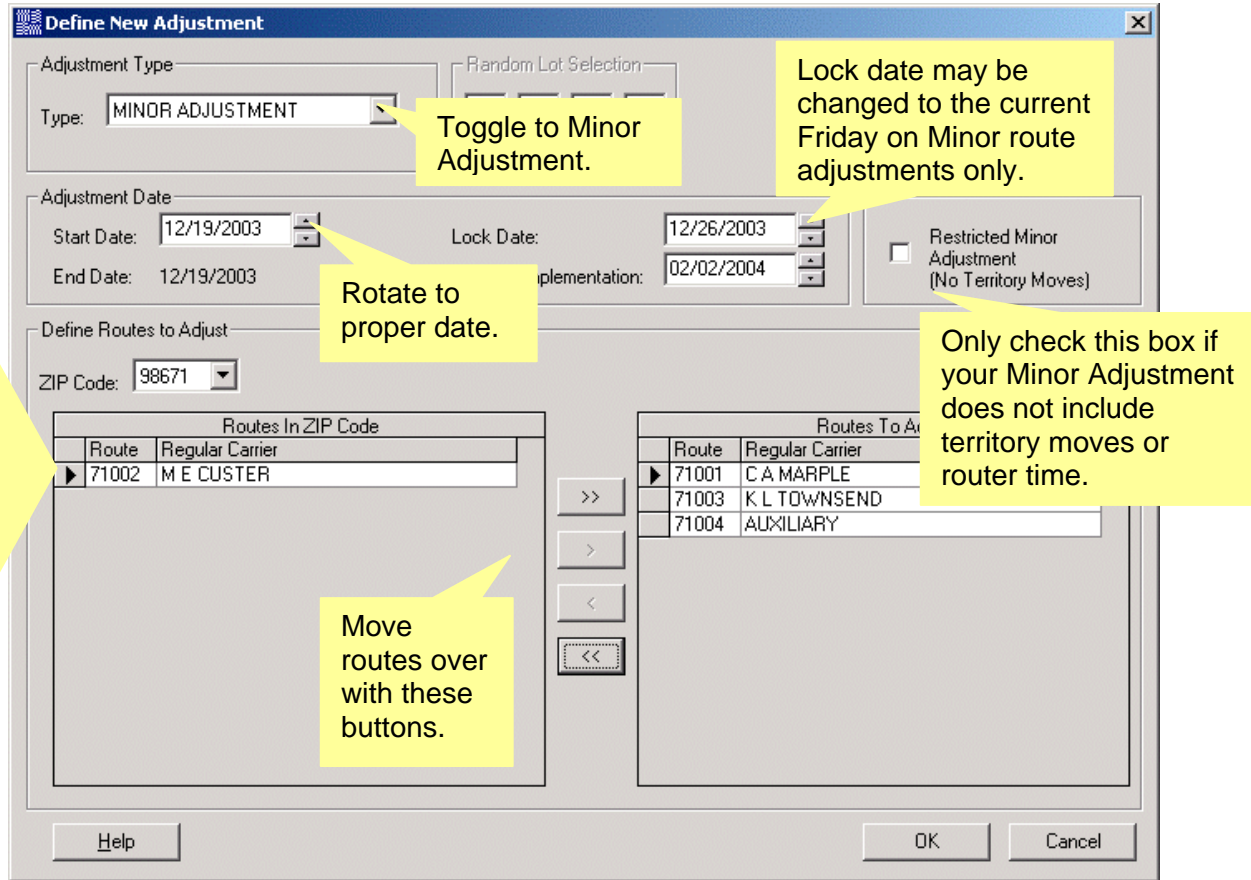 Define New Adjustment
Adjustment Type
Type: MINOR ADJUSTMENT
Random Lot Selection
Toggle to Minor
Adjustment.
Lock date may be
changed to the current
Friday on Minor route
adjustments only.
Adjustment Date
Start Date: 12/19/2003
End Date: 12/19/2003
Rotate to
proper date.
Lock Date: 12/26/2003
plementation: 02/02/2004
Restricted Minor
Adjustment
(No Territory Moves)
Only check this box if
your Minor Adjustment
does not include
territory moves or
router time.
Define Routes to Adjust
ZIP Code: 98671
Routes In ZIP Code
Route Regular Carrier
71002 M E CUSTER
>>
>
<
<<
Move
routes over
with these
buttons.
Routes To A
Route Regular Carrier
71001 C A MARPLE
71003 K L TOWNSEND
71004 AUXILIARY
Help
OK
Cancel